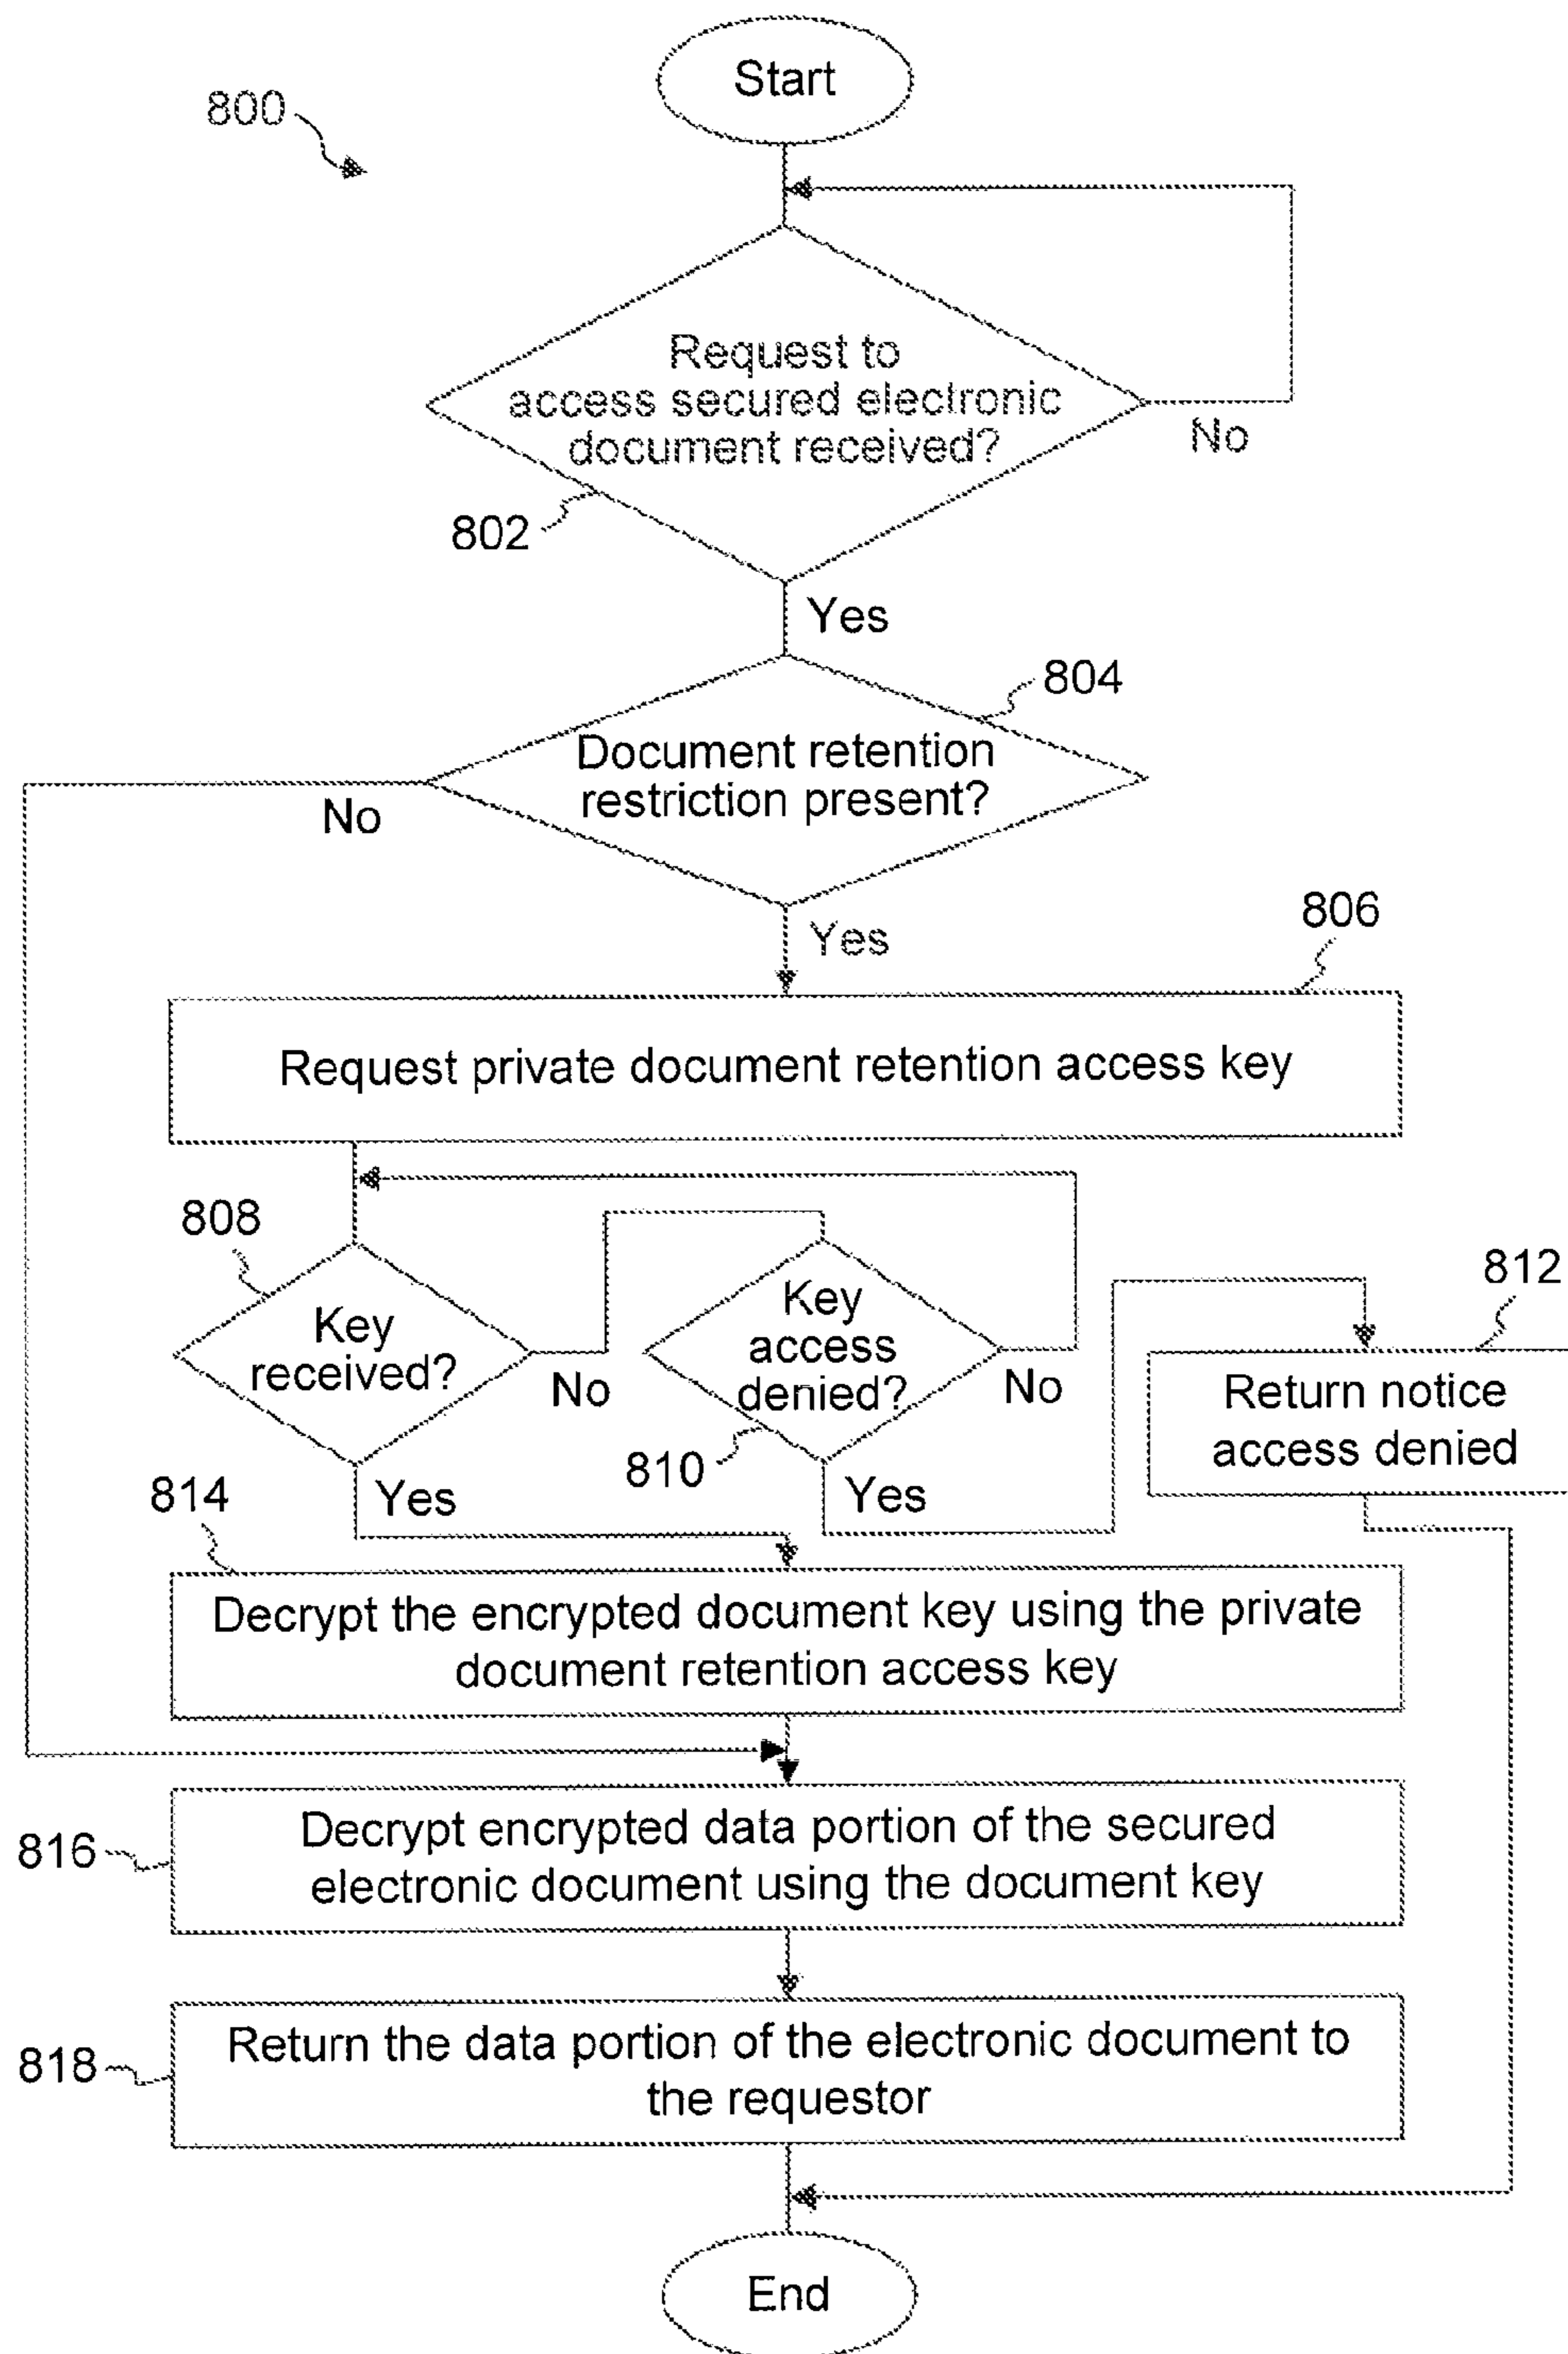 Start
800
Request to
access secured electronic
document received?
No
802
Yes
804
Document retention
restriction present?
No
Yes
806
Request private document retention access key
808
Key
received?
No
Key
access
denied?
No
812
Return notice
access denied
810
Yes
Yes
814
Decrypt the encrypted document key using the private
document retention access key
816
Decrypt encrypted data portion of the secured
electronic document using the document key
818
Return the data portion of the electronic document to
the requestor
End